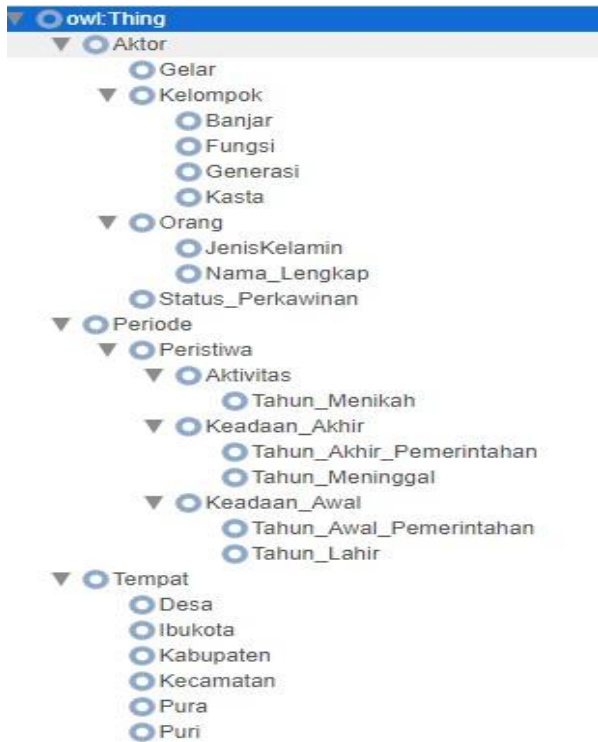 owl:Thing
Aktor
Gelar
Kelompok
Banjar
Fungsi
Generasi
Kasta
Orang
JenisKelamin
Nama_Lengkap
Status_Perkawinan
Periode
Peristiwa
Aktivitas
Tahun_Menikah
Keadaan_Akhir
Tahun_Akhir_Pemerintahan
Tahun_Meninggal
Keadaan_Awal
Tahun_Awal_Pemerintahan
Tahun_Lahir
Tempat
Desa
Ibukota
Kabupaten
Kecamatan
Pura
Puri